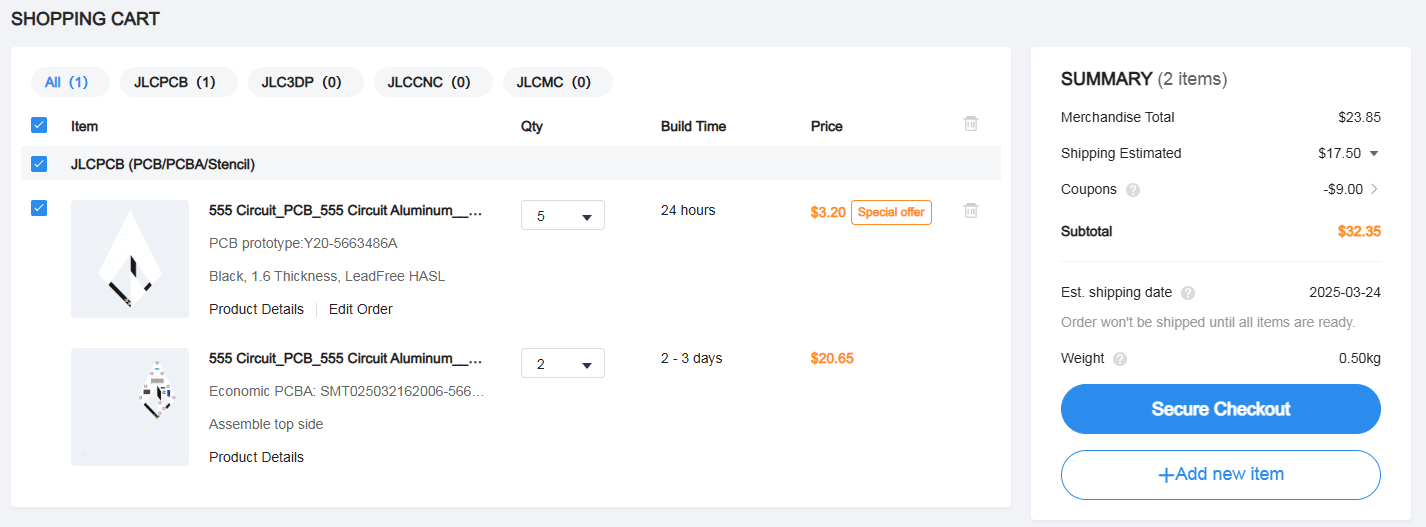 SHOPPING CART
All (1) JLCPCB (1) JLC3DP (0) JLCCNC (0) JLCMC (0)
Item Qty Build Time Price
JLCPCB (PCB/PCBA/Stencil)
555 Circuit_PCB_555 Circuit Aluminum__... 5 24 hours $3.20 Special offer
PCB prototype:Y20-5663486A
Black, 1.6 Thickness, LeadFree HASL
Product Details Edit Order
555 Circuit_PCB_555 Circuit Aluminum__... 2 2 - 3 days $20.65
Economic PCBA: SMT025032162006-566...
Assemble top side
Product Details
SUMMARY (2 items)
Merchandise Total $23.85
Shipping Estimated $17.50
Coupons ? -$9.00
Subtotal $32.35
Est. shipping date ? 2025-03-24
Order won't be shipped until all items are ready.
Weight ? 0.50kg
Secure Checkout
+Add new item